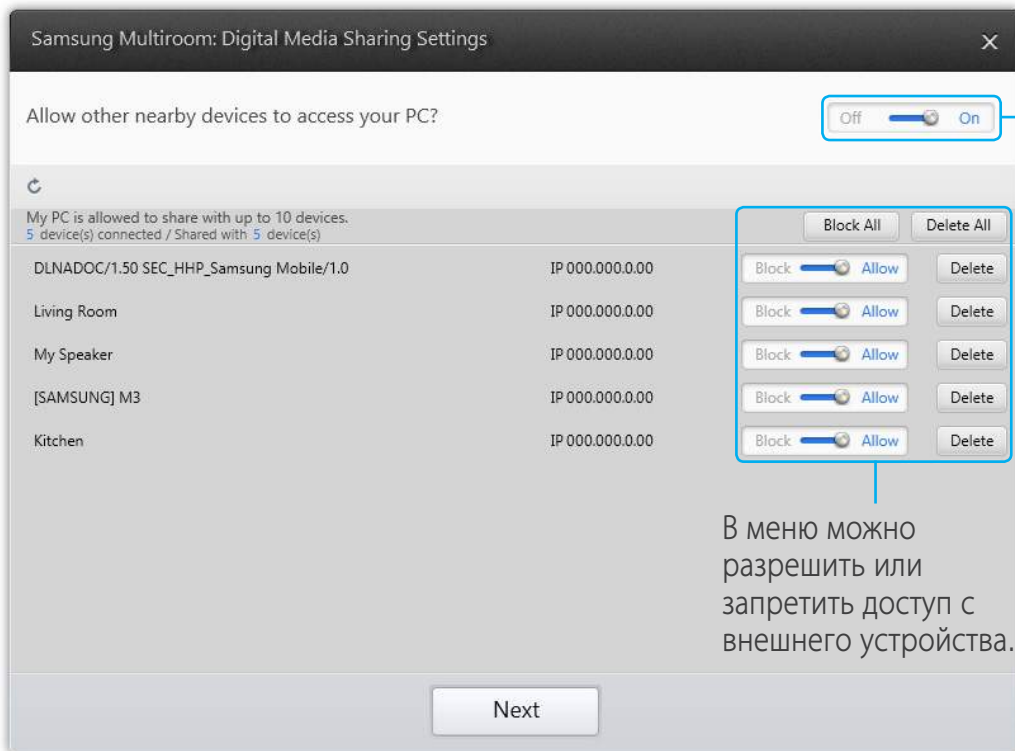 Samsung Multiroom: Digital Media Sharing Settings
Allow other nearby devices to access your PC?
Off On
My PC is allowed to share with up to 10 devices.
5 device(s) connected / Shared with 5 device(s)
Block All Delete All
DLNADOC/1.50 SEC_HHP_Samsung Mobile/1.0 IP 000.000.0.00 Block Allow Delete
Living Room IP 000.000.0.00 Block Allow Delete
My Speaker IP 000.000.0.00 Block Allow Delete
[SAMSUNG] M3 IP 000.000.0.00 Block Allow Delete
Kitchen IP 000.000.0.00 Block Allow Delete
В меню можно
разрешить или
запретить доступ с
внешнего устройства.
Next